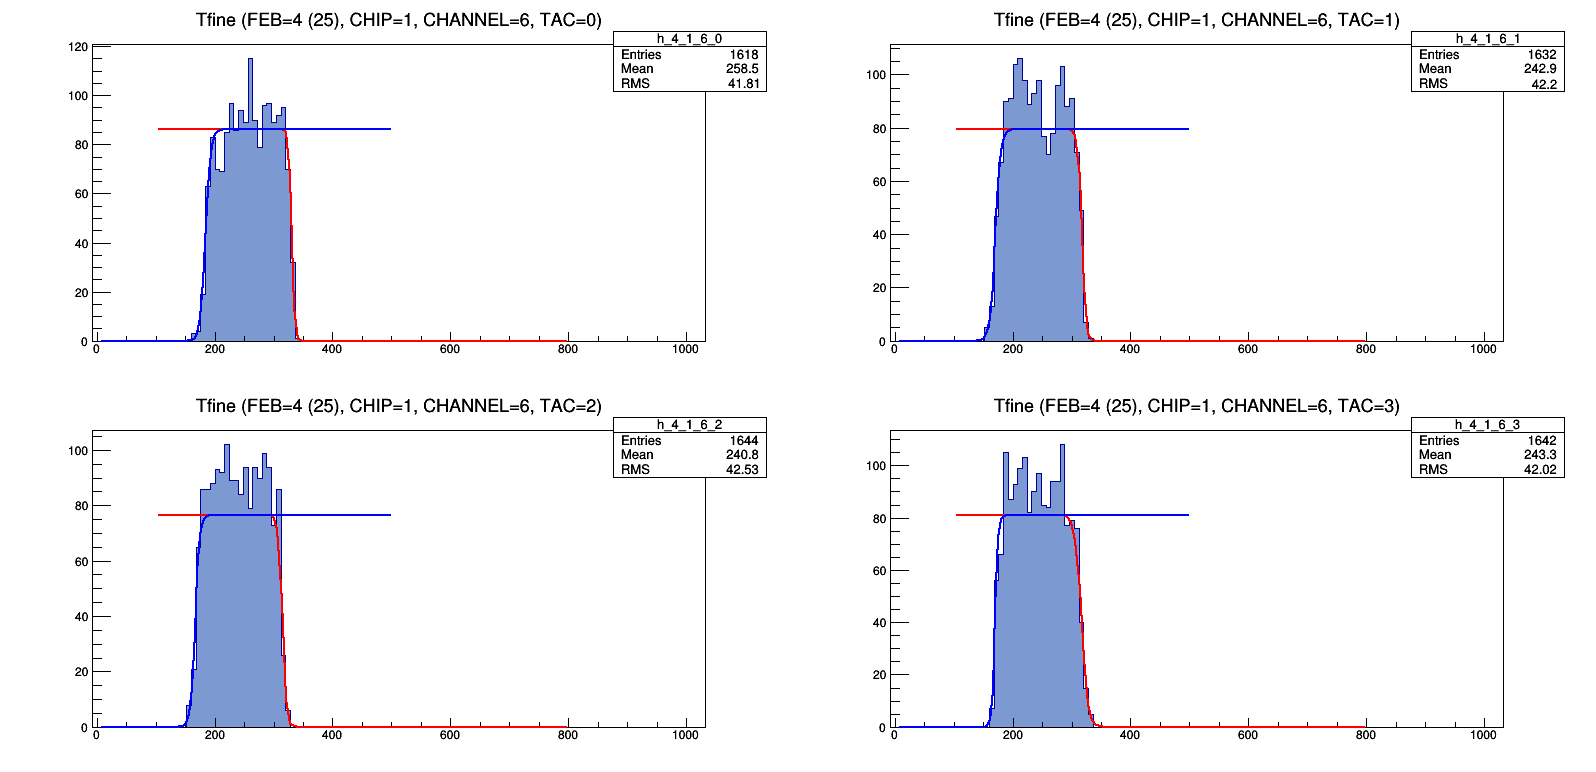 Tfine (FEB=4 (25), CHIP=1, CHANNEL=6, TAC=0)
h_4_1_6_0
Entries 1618
Mean 258.5
RMS 41.81
120
100
80
60
40
20
0
0 200 400 600 800 1000
Tfine (FEB=4 (25), CHIP=1, CHANNEL=6, TAC=1)
h_4_1_6_1
Entries 1632
Mean 242.9
RMS 42.2
100
80
60
40
20
0
0 200 400 600 800 1000
Tfine (FEB=4 (25), CHIP=1, CHANNEL=6, TAC=2)
h_4_1_6_2
Entries 1644
Mean 240.8
RMS 42.53
100
80
60
40
20
0
0 200 400 600 800 1000
Tfine (FEB=4 (25), CHIP=1, CHANNEL=6, TAC=3)
h_4_1_6_3
Entries 1642
Mean 243.3
RMS 42.02
100
80
60
40
20
0
0 200 400 600 800 1000